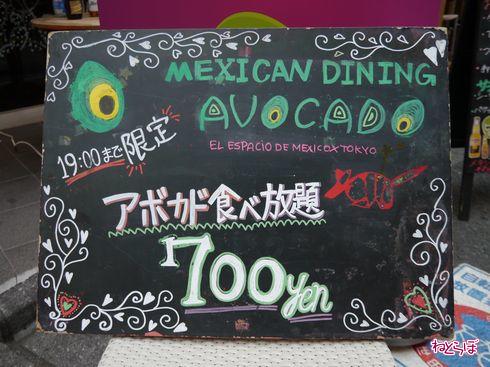 MEXICAN DINING
AVOCADO
EL ESPACIO DE MEXICO X TOKYO
19:00まで限定
アボカド食べ放題
1700yen
ねとらぼ